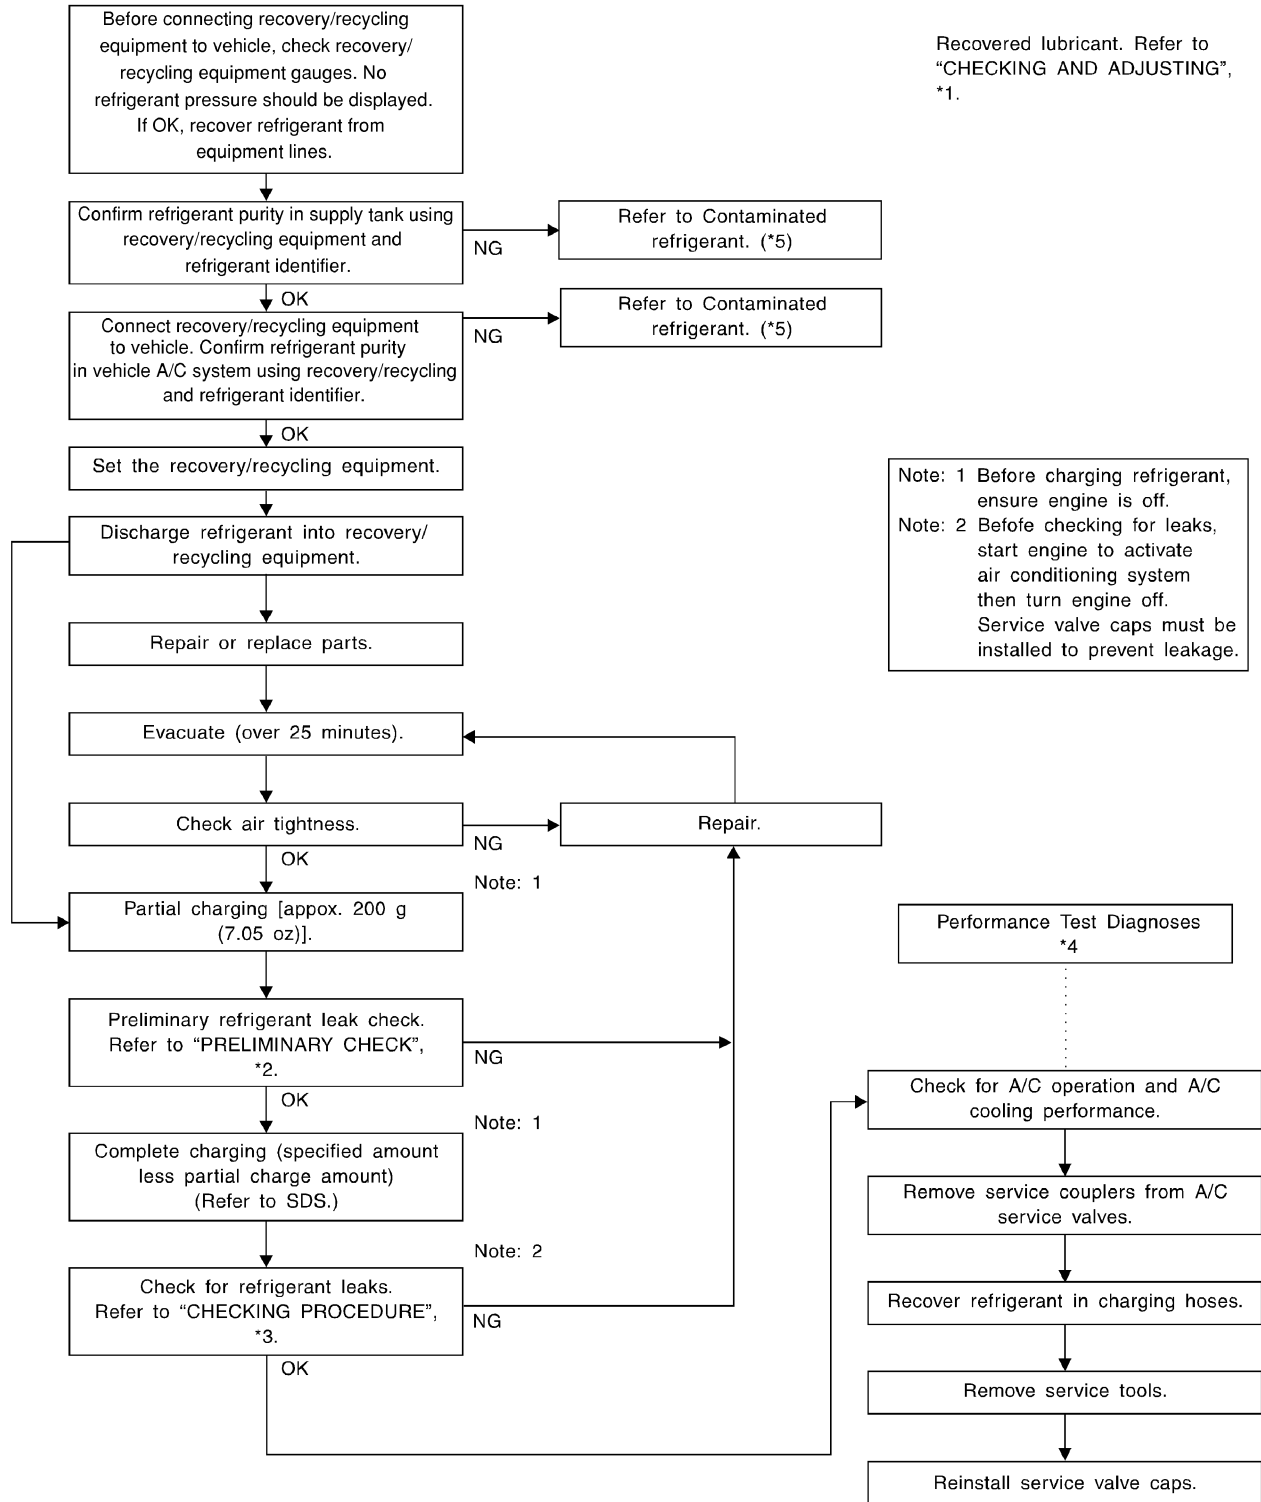 Before connecting recovery/recycling
equipment to vehicle, check recovery/
recycling equipment gauges. No
refrigerant pressure should be displayed.
If OK, recover refrigerant from
equipment lines.
Recovered lubricant. Refer to
“CHECKING AND ADJUSTING”,
*1.
Confirm refrigerant purity in supply tank using
recovery/recycling equipment and
refrigerant identifier.
NG
Refer to Contaminated
refrigerant. (*5)
OK
Connect recovery/recycling equipment
to vehicle. Confirm refrigerant purity
in vehicle A/C system using recovery/recycling
and refrigerant identifier.
NG
Refer to Contaminated
refrigerant. (*5)
OK
Set the recovery/recycling equipment.
Note: 1 Before charging refrigerant,
ensure engine is off.
Note: 2 Befofe checking for leaks,
start engine to activate
air conditioning system
then turn engine off.
Service valve caps must be
installed to prevent leakage.
Discharge refrigerant into recovery/
recycling equipment.
Repair or replace parts.
Evacuate (over 25 minutes).
Check air tightness.
NG
Repair.
OK
Note: 1
Partial charging [appox. 200 g
(7.05 oz)].
Preliminary refrigerant leak check.
Refer to “PRELIMINARY CHECK”,
*2.
NG
OK
Note: 1
Complete charging (specified amount
less partial charge amount)
(Refer to SDS.)
Note: 2
Check for refrigerant leaks.
Refer to “CHECKING PROCEDURE”,
*3.
NG
OK
Performance Test Diagnoses
*4
Check for A/C operation and A/C
cooling performance.
Remove service couplers from A/C
service valves.
Recover refrigerant in charging hoses.
Remove service tools.
Reinstall service valve caps.